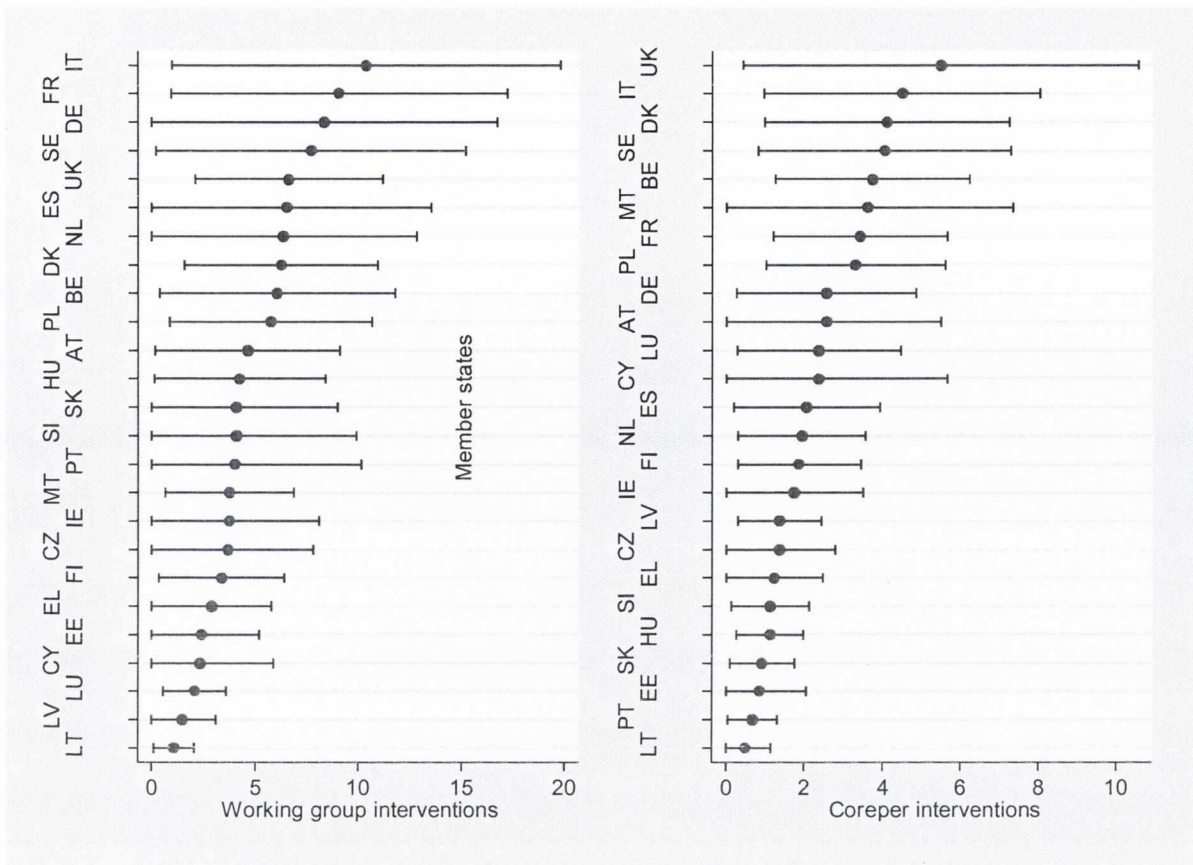 IT
FR
DE
SE
UK
ES
NL
DK
BE
PL
AT
HU
SK
SI
PT
MT
IE
CZ
FI
EL
EE
CY
LU
LV
LT
0 5 10 15 20
Working group interventions
Member states
UK
IT
DK
SE
BE
MT
FR
PL
DE
AT
LU
CY
ES
NL
FI
IE
LV
CZ
EL
SI
HU
SK
EE
PT
LT
0 2 4 6 8 10
Coreper interventions